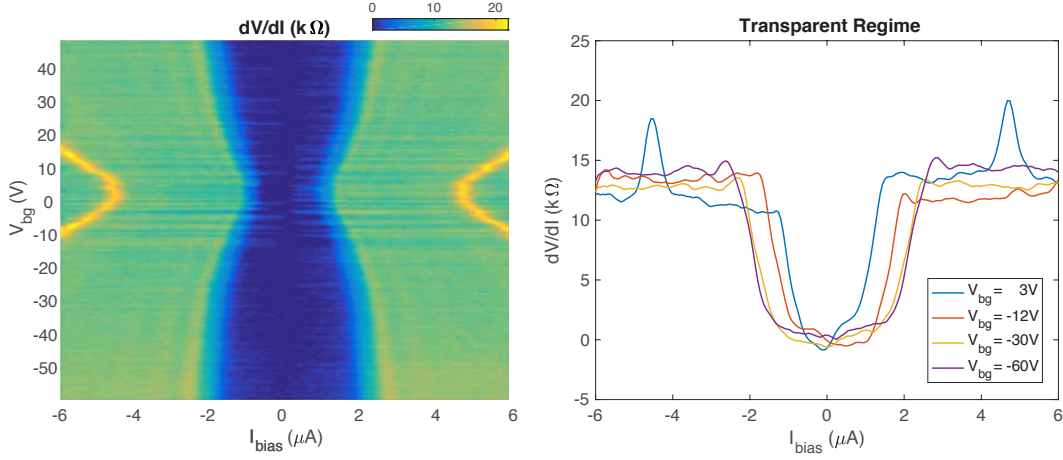 dV/dI (k Ω)
0 10 20
40
30
20
10
0
-10
-20
-30
-40
-50
V_bg (V)
-6 -4 -2 0 2 4 6
I_bias (μA)
Transparent Regime
25
20
15
10
5
0
-5
dV/dI (k Ω)
-6 -4 -2 0 2 4 6
I_bias (μA)
V_bg = 3V
V_bg = -12V
V_bg = -30V
V_bg = -60V